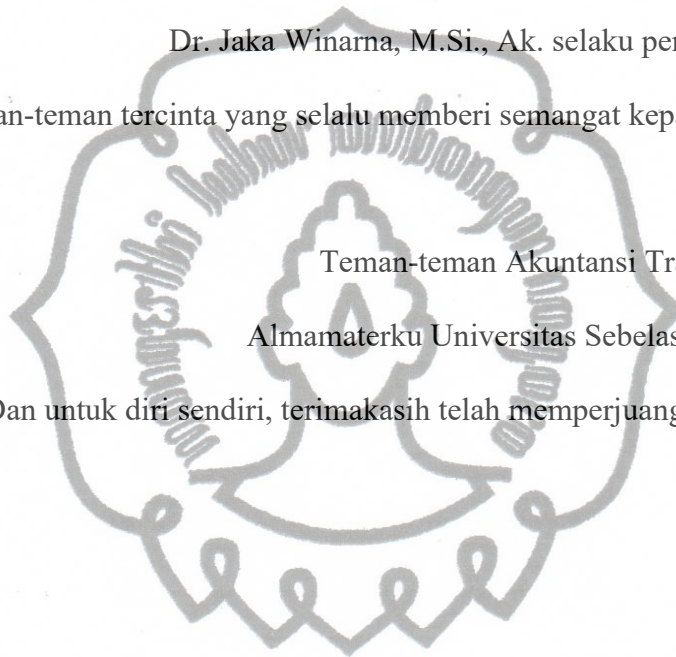 Dr. Jaka Winarna, M.Si., Ak. selaku
an-teman tercinta yang selalu memberi semangat kepa
Teman-teman Akuntansi Tra
Almamaterku Universitas Sebelas
Dan untuk diri sendiri, terimakasih telah memperjuang